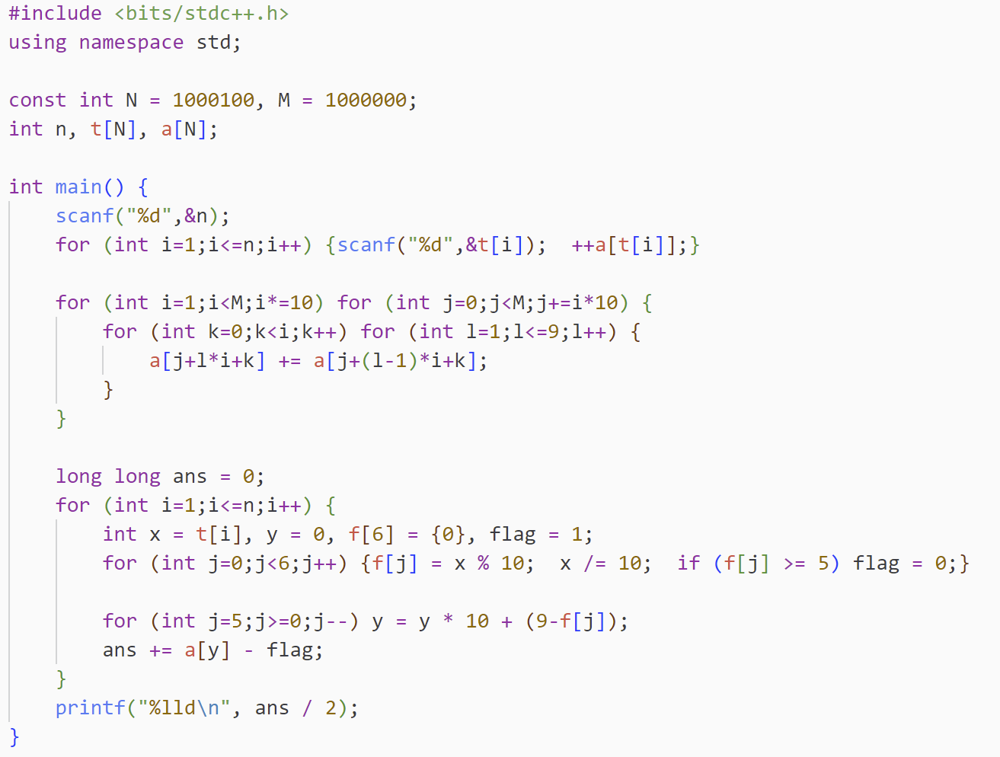 #include <bits/stdc++.h>
using namespace std;

const int N = 1000100, M = 1000000;
int n, t[N], a[N];

int main() {
    scanf("%d",&n);
    for (int i=1;i<=n;i++) {scanf("%d",&t[i]);  ++a[t[i]];}

    for (int i=1;i<M;i*=10) for (int j=0;j<M;j+=i*10) {
        for (int k=0;k<i;k++) for (int l=1;l<=9;l++) {
            a[j+l*i+k] += a[j+(l-1)*i+k];
        }
    }

    long long ans = 0;
    for (int i=1;i<=n;i++) {
        int x = t[i], y = 0, f[6] = {0}, flag = 1;
        for (int j=0;j<6;j++) {f[j] = x % 10;  x /= 10;  if (f[j] >= 5) flag = 0;}

        for (int j=5;j>=0;j--) y = y * 10 + (9-f[j]);
        ans += a[y] - flag;
    }
    printf("%lld\n", ans / 2);
}